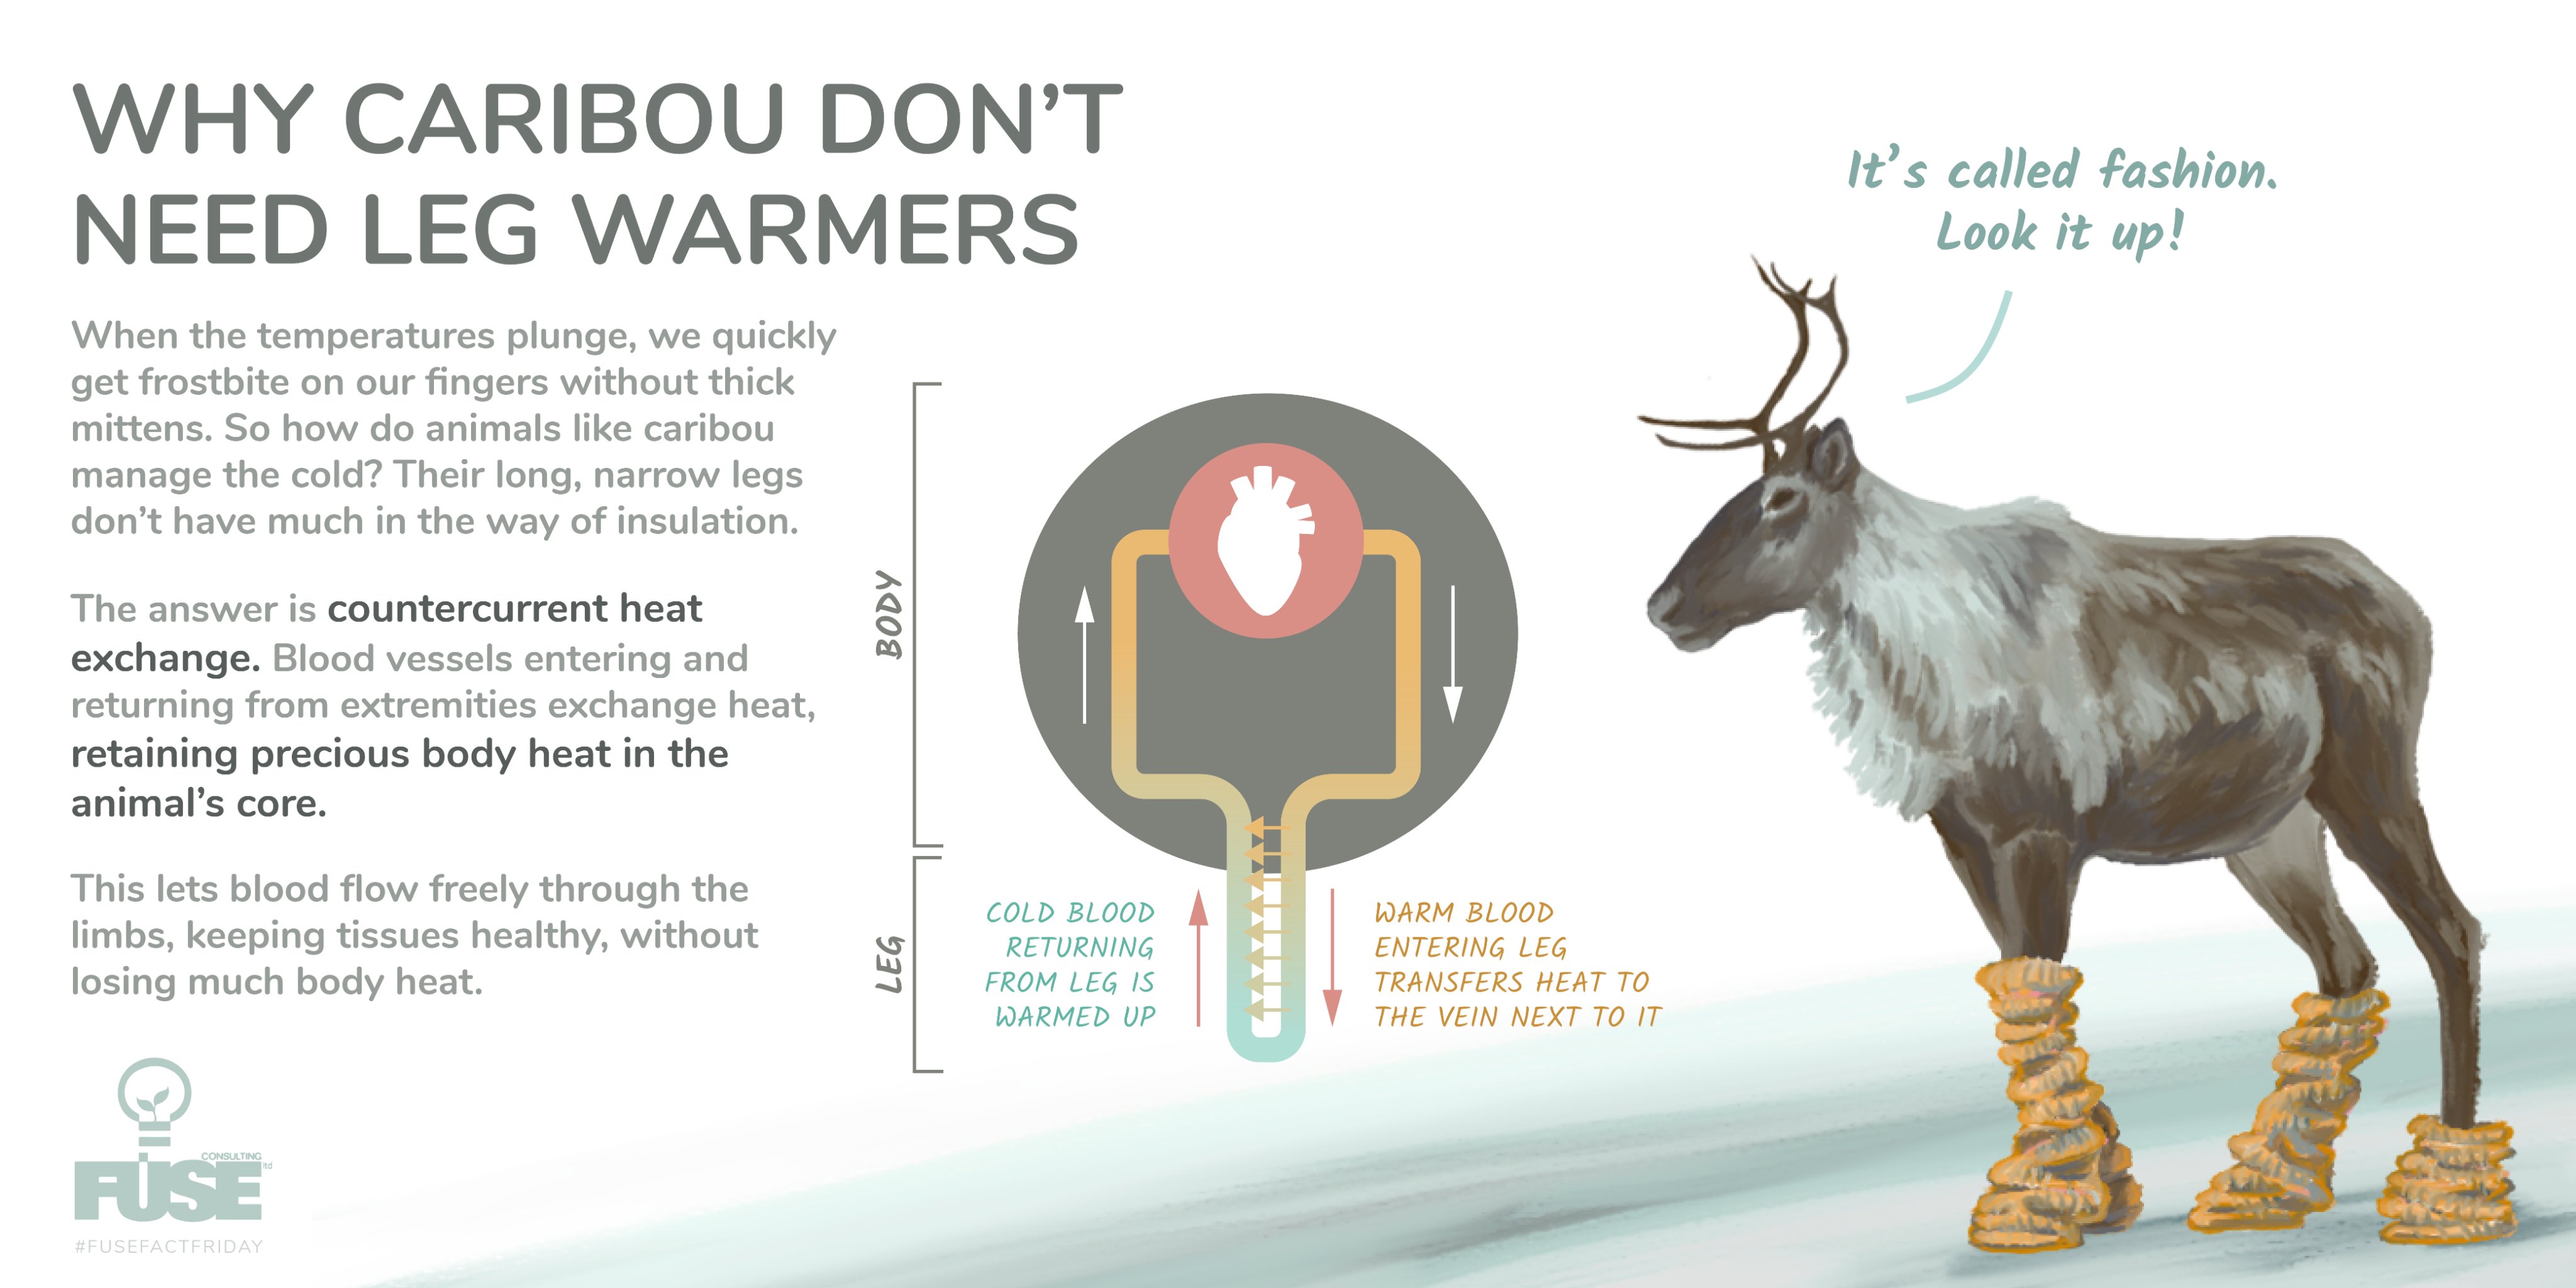 WHY CARIBOU DON’T
NEED LEG WARMERS
When the temperatures plunge, we quickly
get frostbite on our fingers without thick
mittens. So how do animals like caribou
manage the cold? Their long, narrow legs
don’t have much in the way of insulation.
The answer is countercurrent heat
exchange. Blood vessels entering and
returning from extremities exchange heat,
retaining precious body heat in the
animal’s core.
This lets blood flow freely through the
limbs, keeping tissues healthy, without
losing much body heat.
BODY
LEG
COLD BLOOD
RETURNING
FROM LEG IS
WARMED UP
WARM BLOOD
ENTERING LEG
TRANSFERS HEAT TO
THE VEIN NEXT TO IT
It’s called fashion.
Look it up!
CONSULTING
FUSE ltd
#FUSEFACTFRIDAY